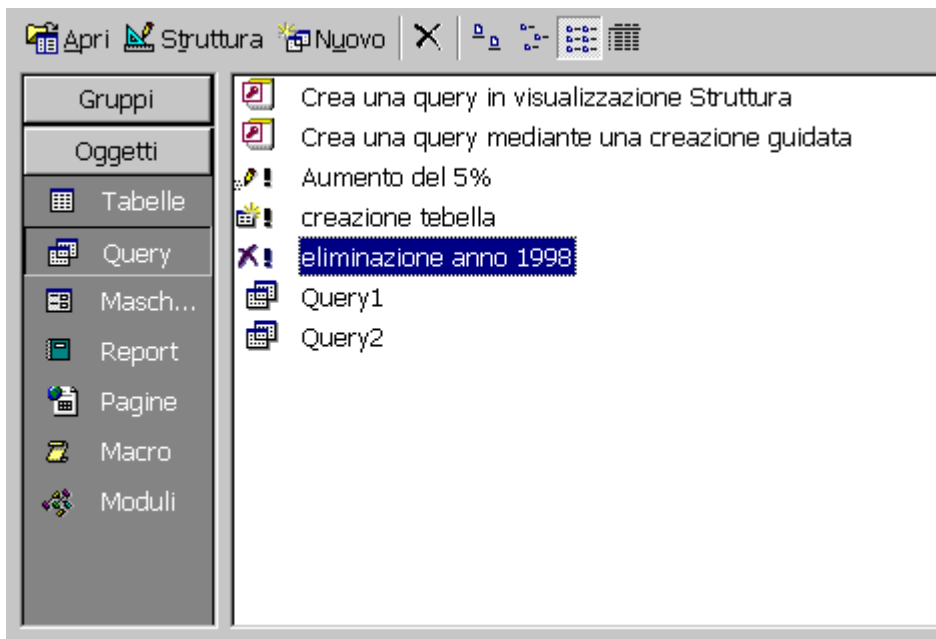 Apri Struttura Nuovo
Gruppi
Oggetti
Tabelle
Query
Masch...
Report
Pagine
Macro
Moduli
Crea una query in visualizzazione Struttura
Crea una query mediante una creazione guidata
Aumento del 5%
creazione tebella
eliminazione anno 1998
Query1
Query2